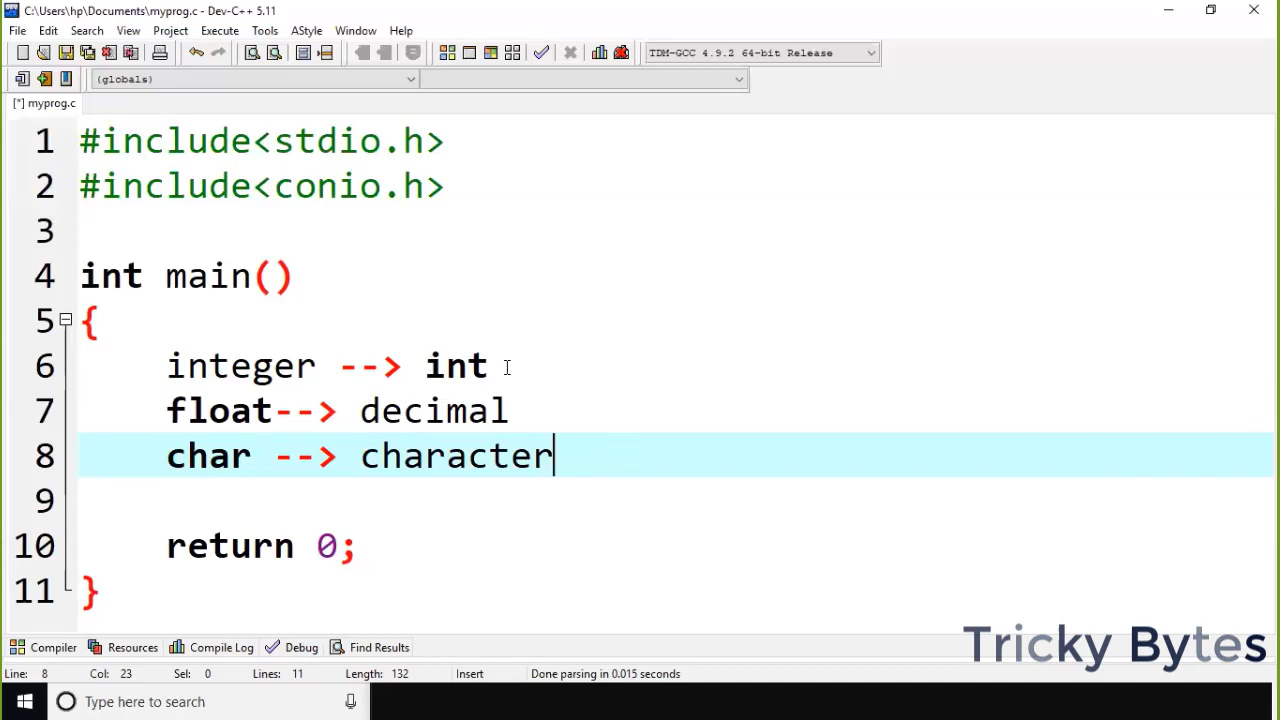 C:\Users\hp\Documents\myprog.c - Dev-C++ 5.11
File Edit Search View Project Execute Tools AStyle Window Help
TDM-GCC 4.9.2 64-bit Release
(globals)
[*] myprog.c
1 #include<stdio.h>
2 #include<conio.h>
3
4 int main()
5 {
6 integer --> int
7 float--> decimal
8 char --> character
9
10 return 0;
11 }
Tricky Bytes
Compiler Resources Compile Log Debug Find Results
Line: 8 Col: 23 Sel: 0 Lines: 11 Length: 132 Insert Done parsing in 0.015 seconds
Type here to search